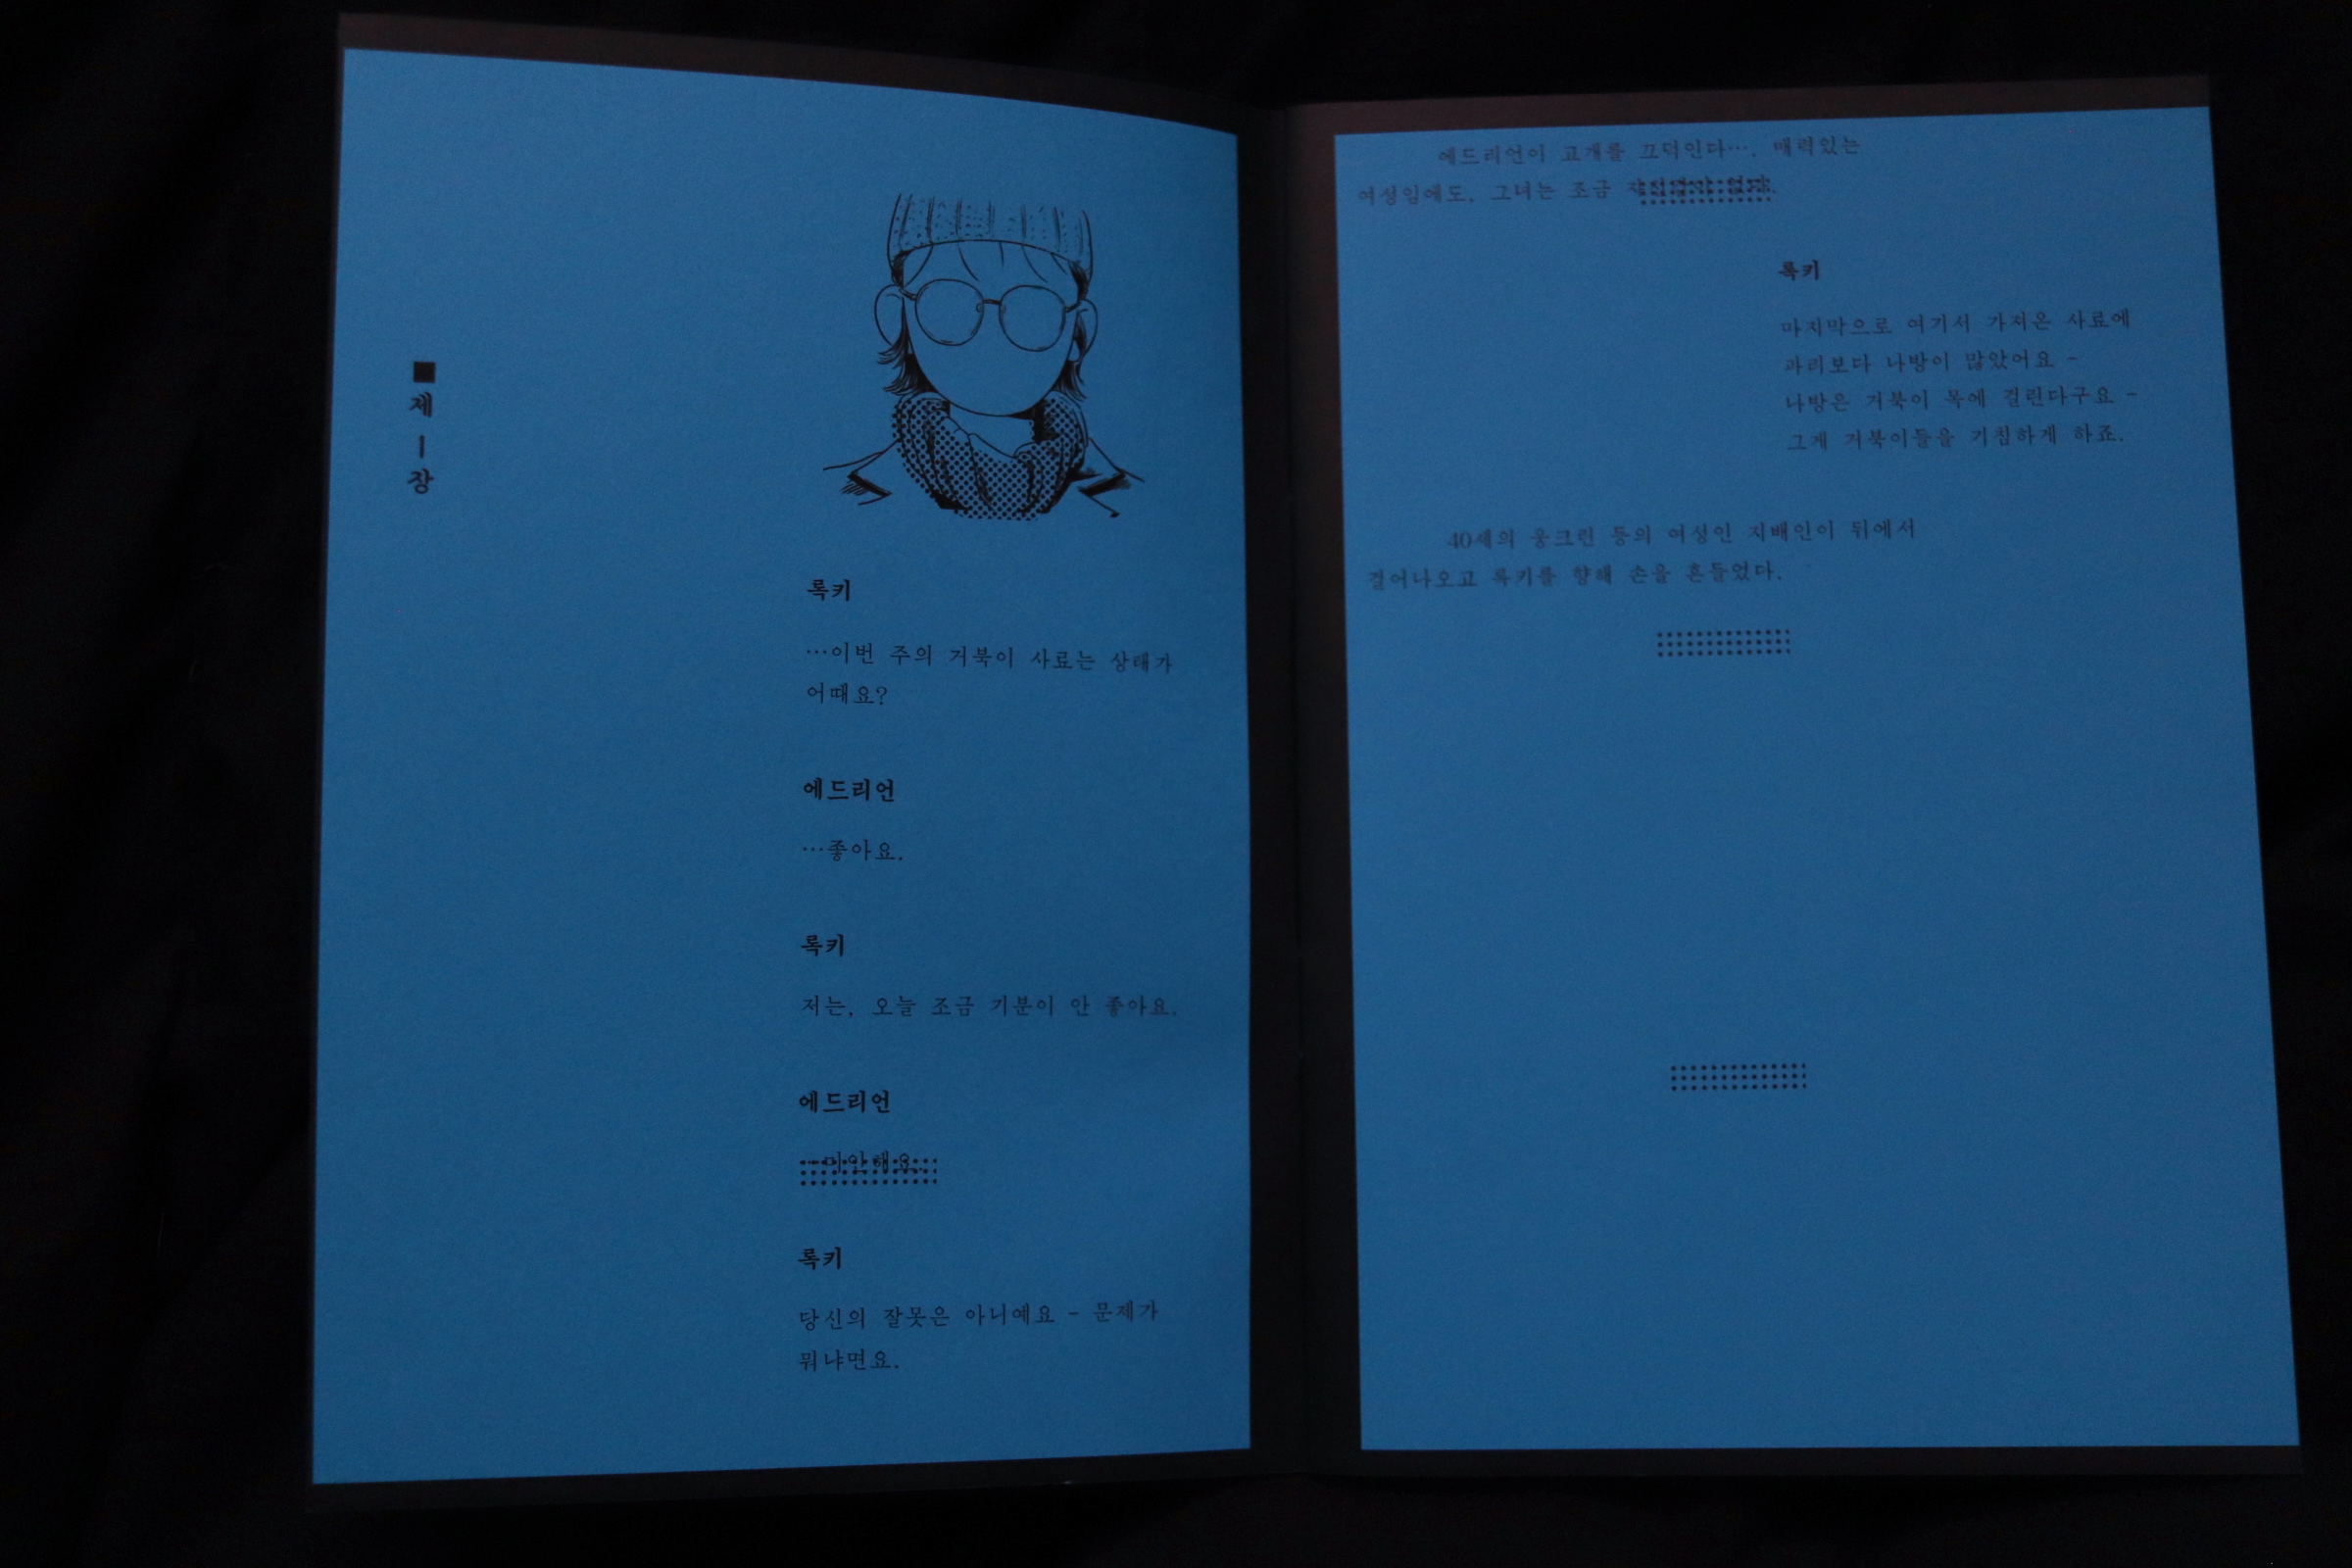 ■제 1 장
록키
…이번 주의 거북이 사료는 상태가
어때요?
에드리언
…좋아요.
록키
저는, 오늘 조금 기분이 안 좋아요.
에드리언
…미안해요.
록키
당신의 잘못은 아니예요 - 문제가
뭐냐면요.
에드리언이 고개를 끄덕인다…. 매력있는
여성임에도, 그녀는 조금
록키
마지막으로 여기서 가져온 사료에
파리보다 나방이 많았어요 -
나방은 거북이 목에 걸린다구요 -
그게 거북이들을 기침하게 하죠.
40세의 웅크린 등의 여성인 지배인이 뒤에서
걸어나오고 록키를 향해 손을 흔들었다.